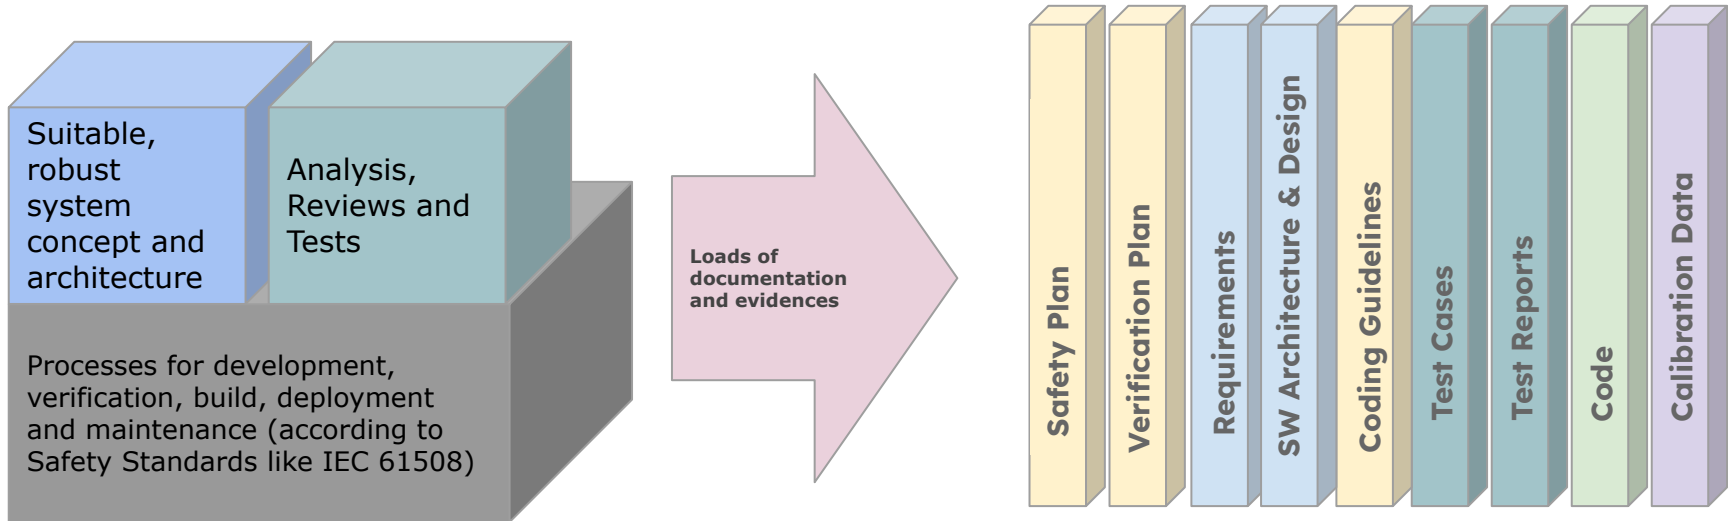 Suitable,
robust
system
concept and
architecture
Analysis,
Reviews and
Tests
Processes for development,
verification, build, deployment
and maintenance (according to
Safety Standards like IEC 61508)
Loads of
documentation
and evidences
Safety Plan
Verification Plan
Requirements
SW Architecture & Design
Coding Guidelines
Test Cases
Test Reports
Code
Calibration Data